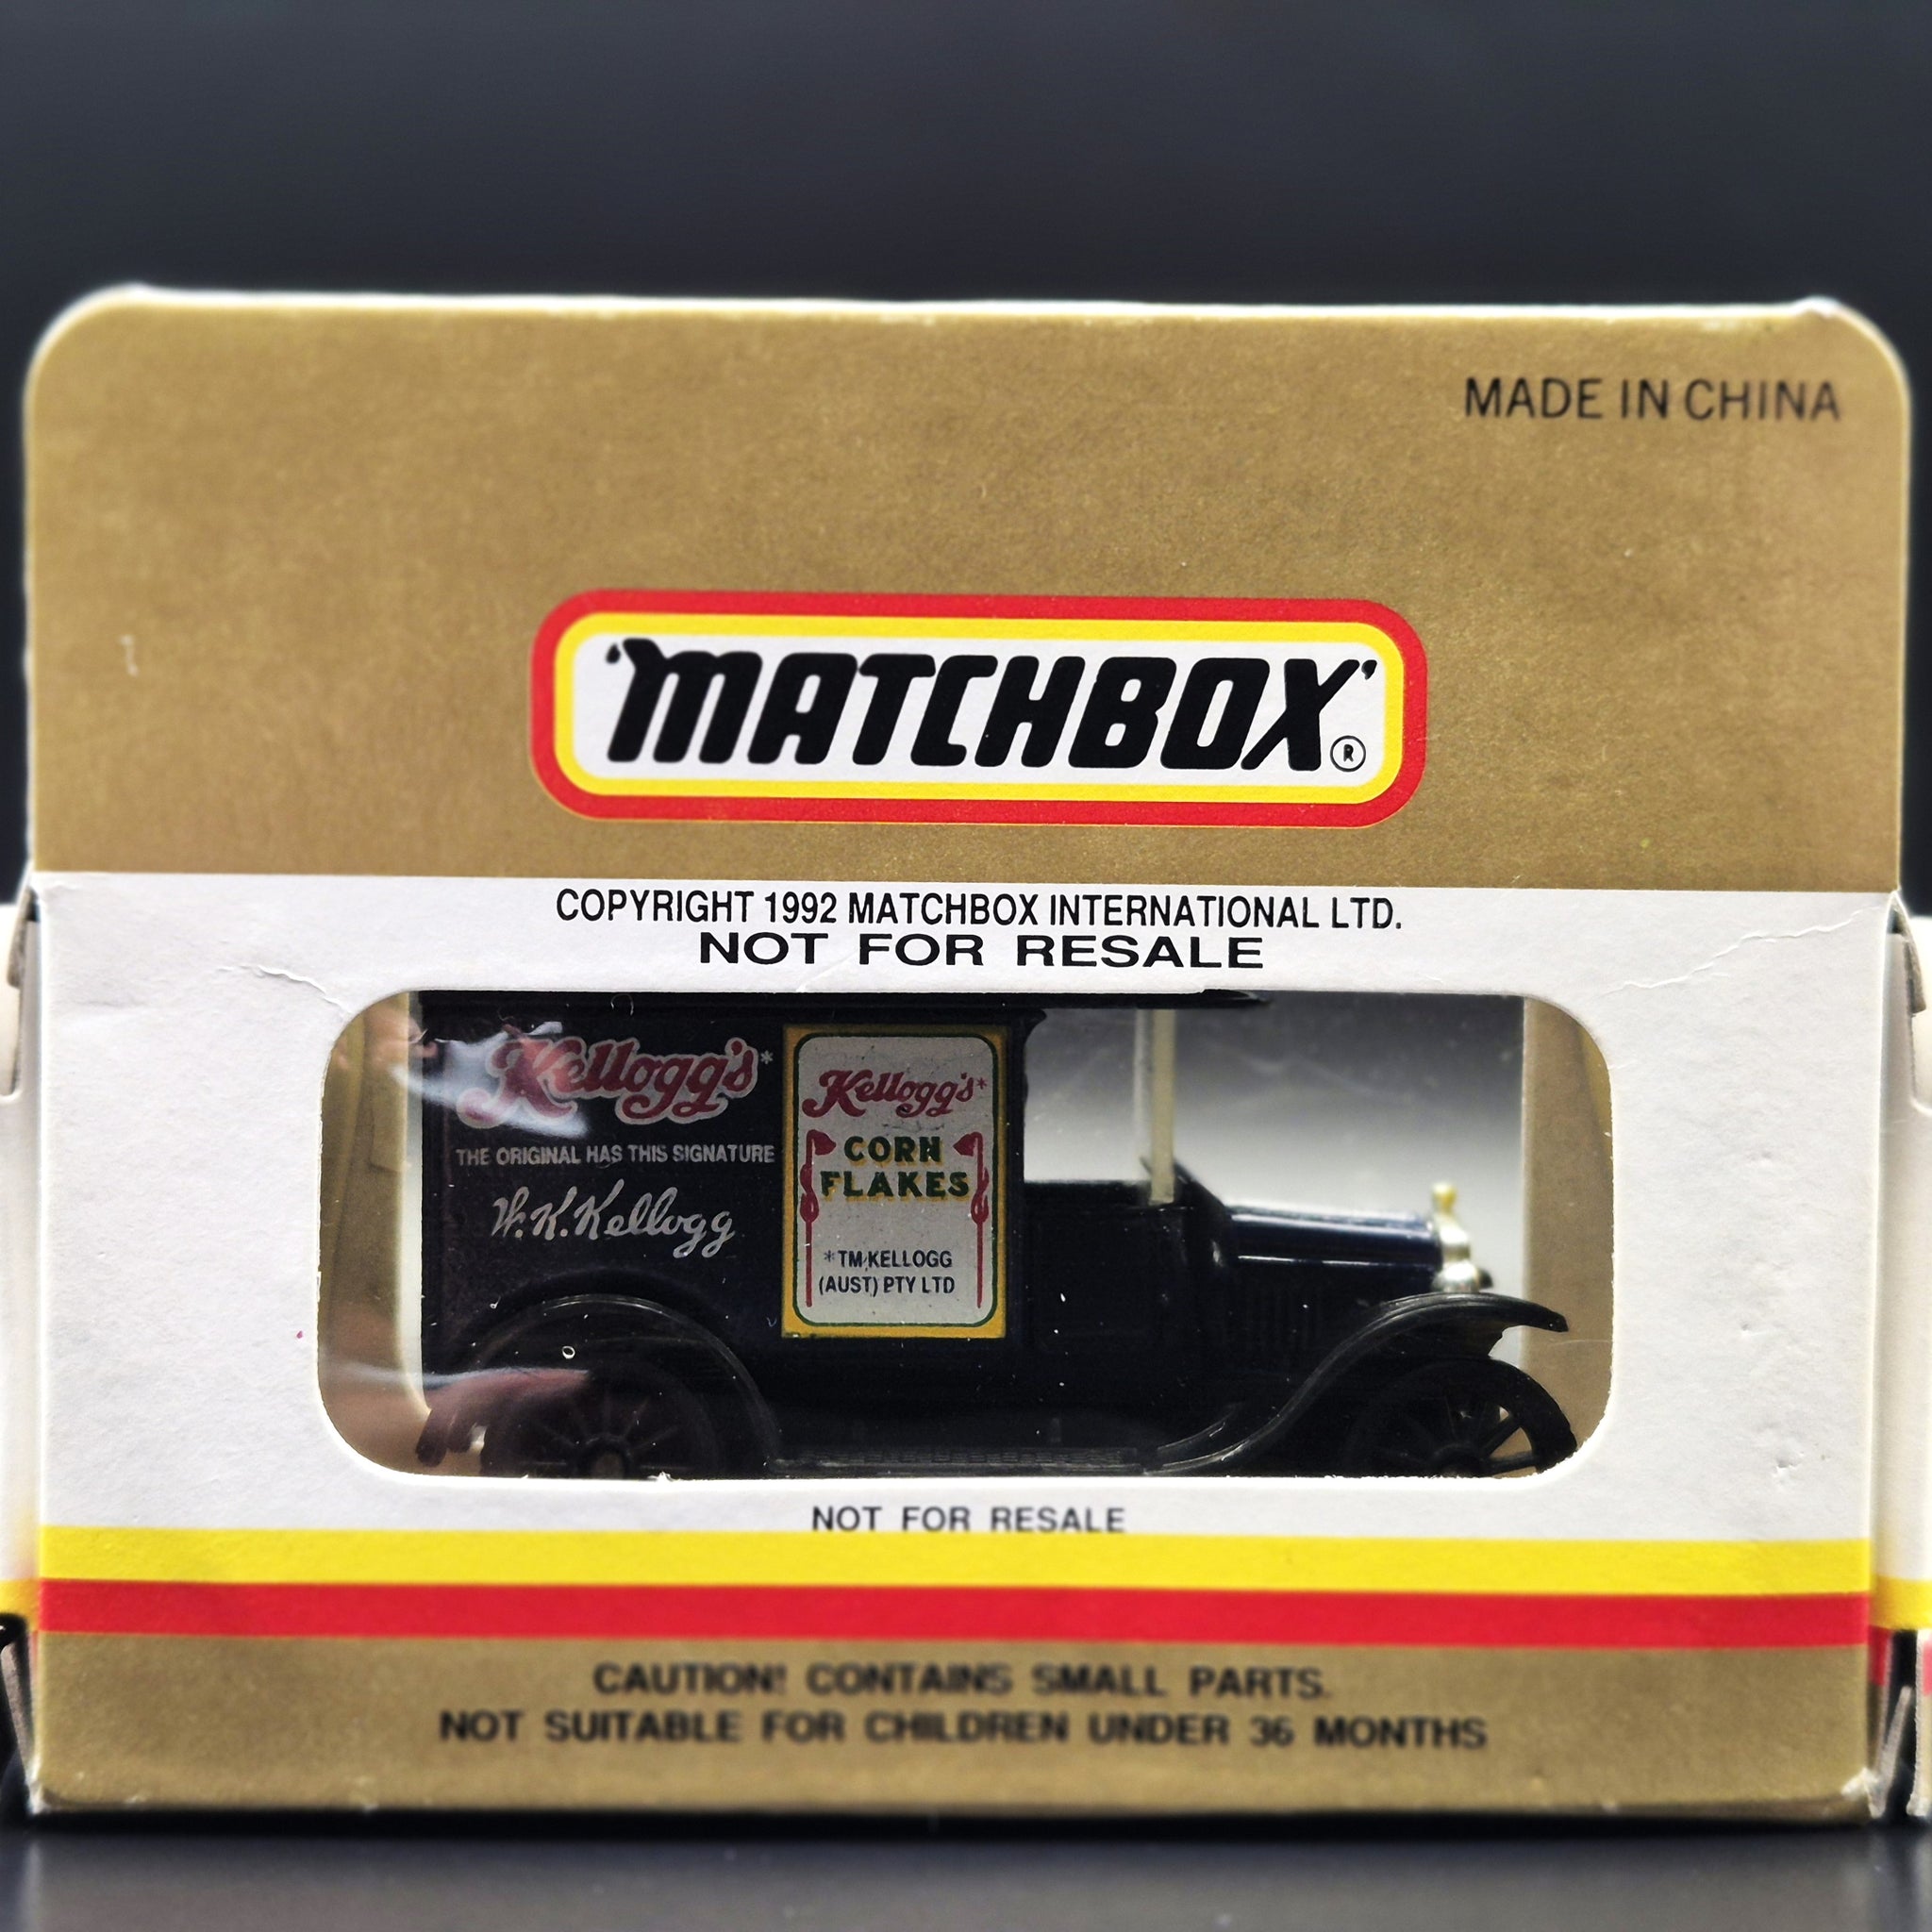 MADE IN CHINA
'MATCHBOX'®
COPYRIGHT 1992 MATCHBOX INTERNATIONAL LTD.
NOT FOR RESALE
Kellogg's*
THE ORIGINAL HAS THIS SIGNATURE
W.K.Kellogg
Kellogg's*
CORN
FLAKES
*TM KELLOGG
(AUST) PTY LTD
NOT FOR RESALE
CAUTION! CONTAINS SMALL PARTS.
NOT SUITABLE FOR CHILDREN UNDER 36 MONTHS